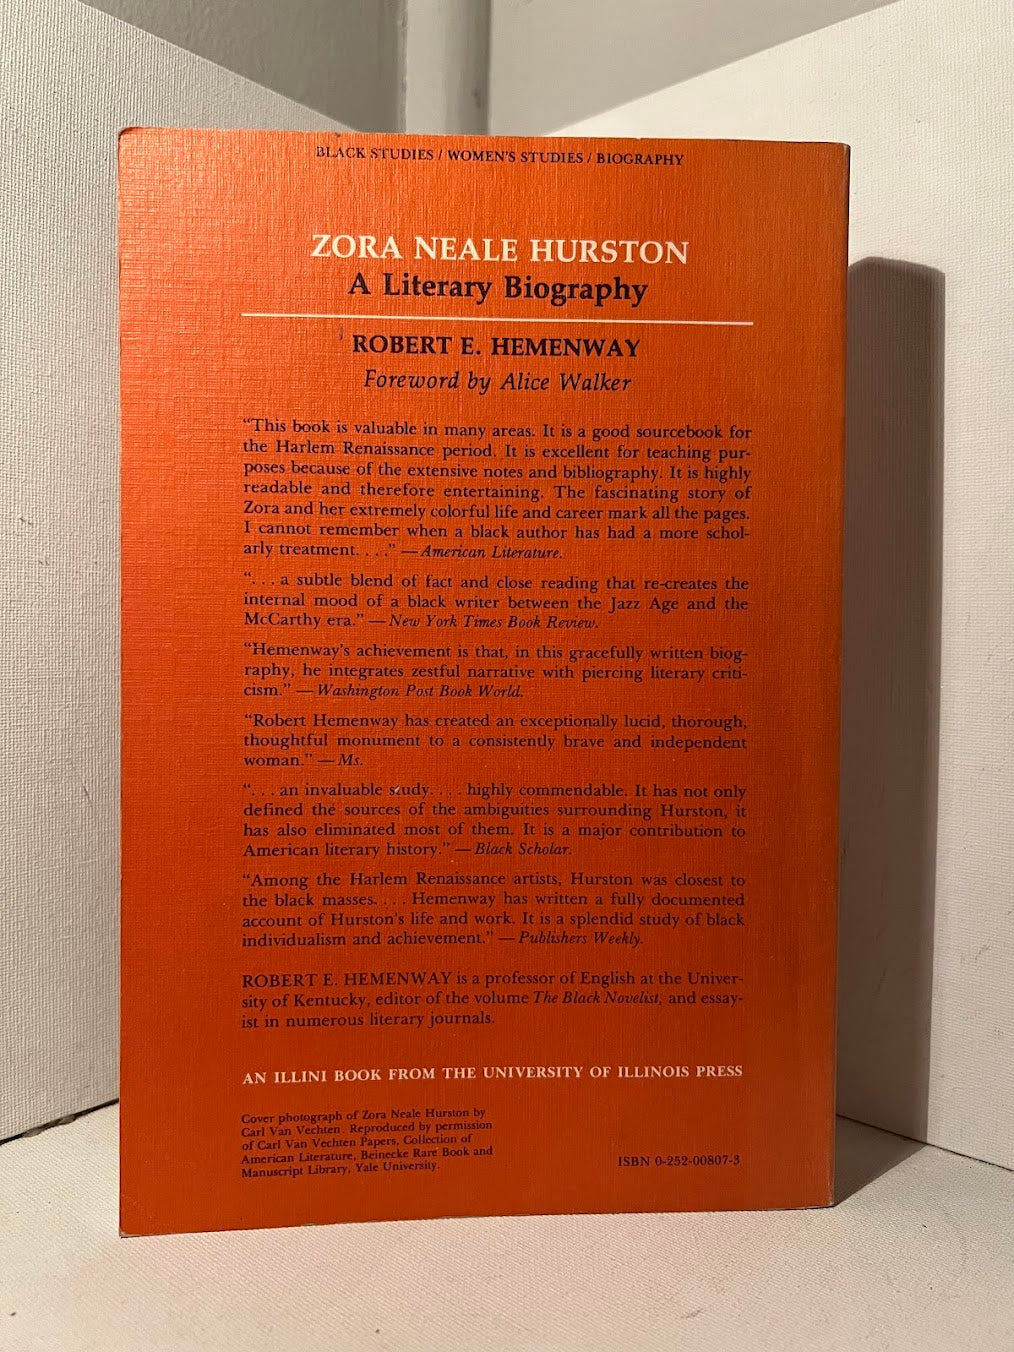 BLACK STUDIES / WOMEN'S STUDIES / BIOGRAPHY
ZORA NEALE HURSTON
A Literary Biography
ROBERT E. HEMENWAY
Foreword by Alice Walker
“This book is valuable in many areas. It is a good sourcebook for
the Harlem Renaissance period. It is excellent for teaching pur-
poses because of the extensive notes and bibliography. It is highly
readable and therefore entertaining. The fascinating story of
Zora and her extremely colorful life and career mark all the pages.
I cannot remember when a black author has had a more schol-
arly treatment. . . .” — American Literature.
“. . . a subtle blend of fact and close reading that re-creates the
internal mood of a black writer between the Jazz Age and the
McCarthy era.” — New York Times Book Review.
“Hemenway's achievement is that, in this gracefully written biog-
raphy, he integrates zestful narrative with piercing literary criti-
cism.” — Washington Post Book World.
“Robert Hemenway has created an exceptionally lucid, thorough,
thoughtful monument to a consistently brave and independent
woman.” — Ms.
“. . . an invaluable study. . . . highly commendable. It has not only
defined the sources of the ambiguities surrounding Hurston, it
has also eliminated most of them. It is a major contribution to
American literary history.” — Black Scholar.
“Among the Harlem Renaissance artists, Hurston was closest to
the black masses. . . . Hemenway has written a fully documented
account of Hurston's life and work. It is a splendid study of black
individualism and achievement.” — Publishers Weekly.
ROBERT E. HEMENWAY is a professor of English at the Univer-
sity of Kentucky, editor of the volume The Black Novelist, and essay-
ist in numerous literary journals.
AN ILLINI BOOK FROM THE UNIVERSITY OF ILLINOIS PRESS
Cover photograph of Zora Neale Hurston by
Carl Van Vechten. Reproduced by permission
of Carl Van Vechten Papers, Collection of
American Literature, Beinecke Rare Book and
Manuscript Library, Yale University.
ISBN 0-252-00807-3